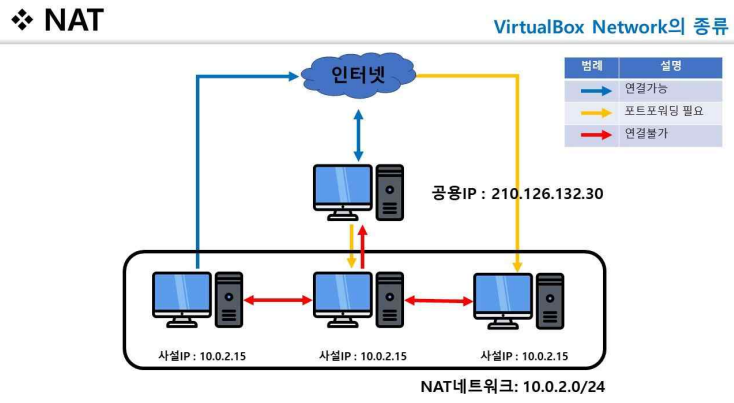 ❖ NAT
VirtualBox Network의 종류
인터넷
범례 설명
연결가능
포트포워딩 필요
연결불가
공용IP : 210.126.132.30
사설IP : 10.0.2.15
사설IP : 10.0.2.15
사설IP : 10.0.2.15
NAT네트워크: 10.0.2.0/24